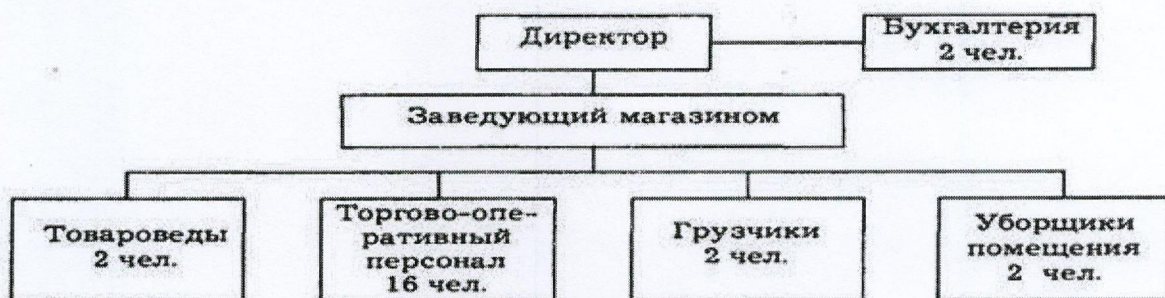 Директор
Бухгалтерия
2 чел.
Заведующий магазином
Товароведы
2 чел.
Торгово-опе-
ративный
персонал
16 чел.
Грузчики
2 чел.
Уборщики
помещения
2 чел.